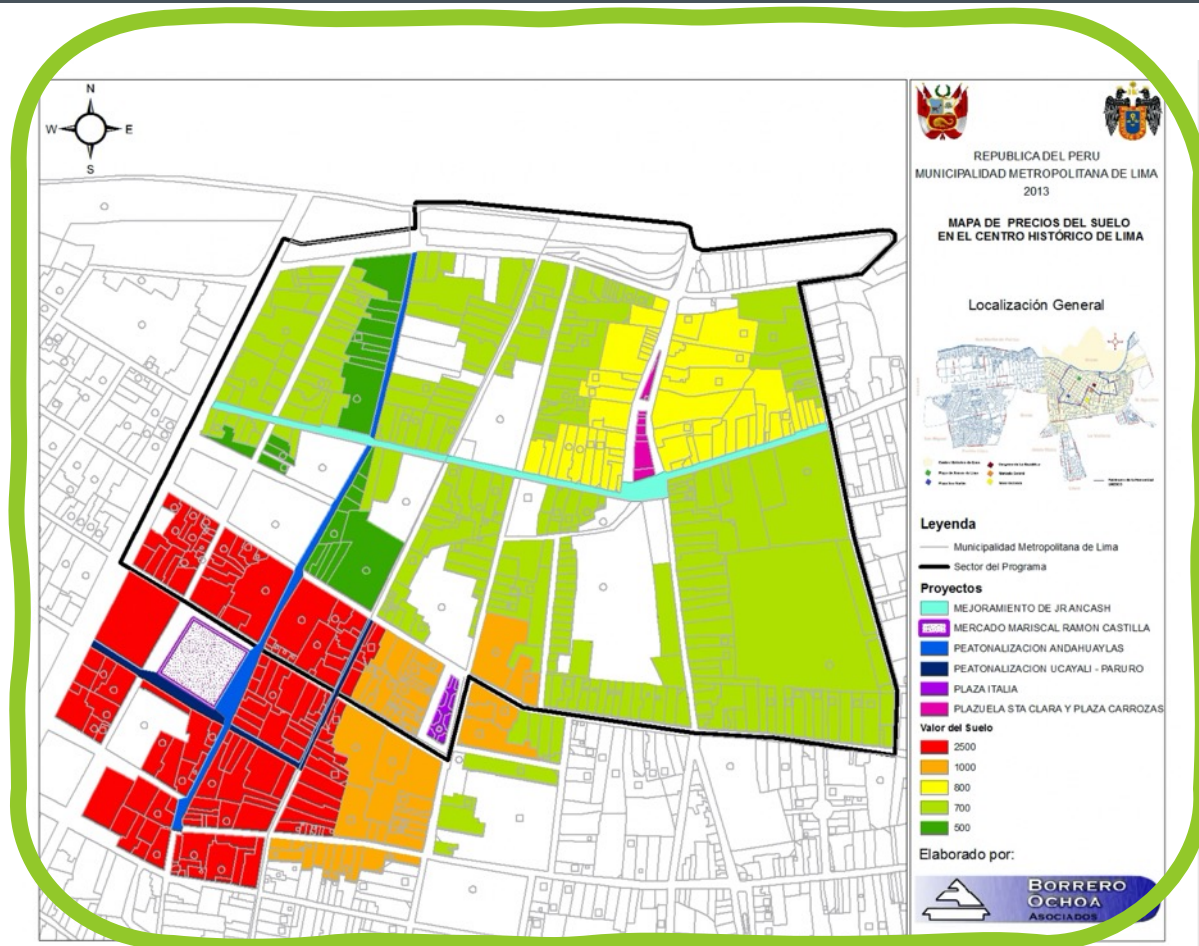 N
W
E
S
REPUBLICA DEL PERU
MUNICIPALIDAD METROPOLITANA DE LIMA
2013
MAPA DE PRECIOS DEL SUELO
EN EL CENTRO HISTÓRICO DE LIMA
Localización General
Leyenda
Municipalidad Metropolitana de Lima
Sector del Programa
Proyectos
MEJORAMIENTO DE JR ANCASH
MERCADO MARISCAL RAMON CASTILLA
PEATONALIZACION ANDAHUAYLAS
PEATONALIZACION UCAYALI - PARURO
PLAZA ITALIA
PLAZUELA STA CLARA Y PLAZA CARROZAS
Valor del Suelo
2500
1000
800
700
500
Elaborado por:
BORRERO
OCHOA
ASOCIADOS